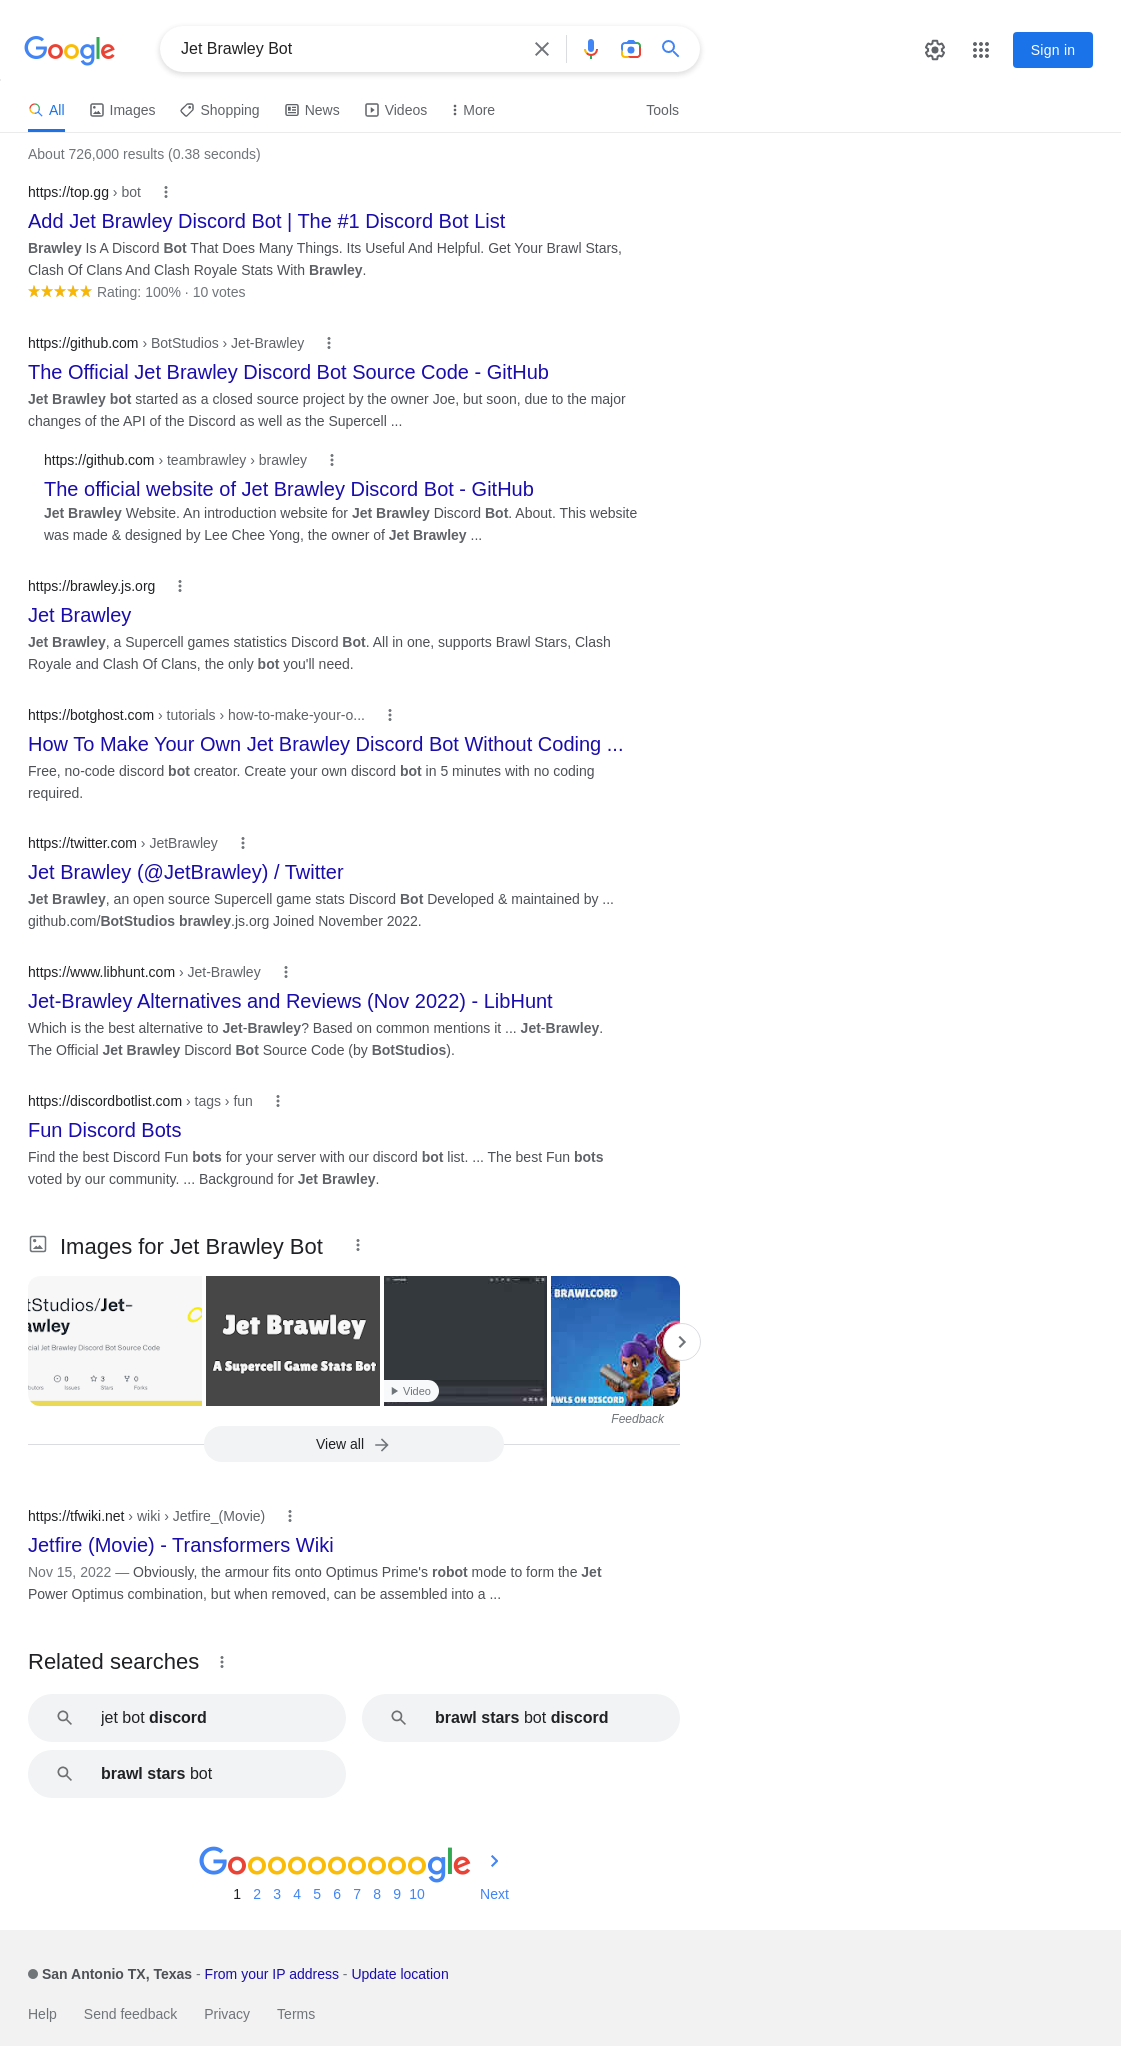 Google
Jet Brawley Bot
Sign in
All
Images
Shopping
News
Videos
More
Tools
About 726,000 results (0.38 seconds)
https://top.gg › bot
Add Jet Brawley Discord Bot | The #1 Discord Bot List
Brawley Is A Discord Bot That Does Many Things. Its Useful And Helpful. Get Your Brawl Stars,
Clash Of Clans And Clash Royale Stats With Brawley.
Rating: 100% · 10 votes
https://github.com › BotStudios › Jet-Brawley
The Official Jet Brawley Discord Bot Source Code - GitHub
Jet Brawley bot started as a closed source project by the owner Joe, but soon, due to the major
changes of the API of the Discord as well as the Supercell ...
https://github.com › teambrawley › brawley
The official website of Jet Brawley Discord Bot - GitHub
Jet Brawley Website. An introduction website for Jet Brawley Discord Bot. About. This website
was made & designed by Lee Chee Yong, the owner of Jet Brawley ...
https://brawley.js.org
Jet Brawley
Jet Brawley, a Supercell games statistics Discord Bot. All in one, supports Brawl Stars, Clash
Royale and Clash Of Clans, the only bot you'll need.
https://botghost.com › tutorials › how-to-make-your-o...
How To Make Your Own Jet Brawley Discord Bot Without Coding ...
Free, no-code discord bot creator. Create your own discord bot in 5 minutes with no coding
required.
https://twitter.com › JetBrawley
Jet Brawley (@JetBrawley) / Twitter
Jet Brawley, an open source Supercell game stats Discord Bot Developed & maintained by ...
github.com/BotStudios brawley.js.org Joined November 2022.
https://www.libhunt.com › Jet-Brawley
Jet-Brawley Alternatives and Reviews (Nov 2022) - LibHunt
Which is the best alternative to Jet-Brawley? Based on common mentions it ... Jet-Brawley.
The Official Jet Brawley Discord Bot Source Code (by BotStudios).
https://discordbotlist.com › tags › fun
Fun Discord Bots
Find the best Discord Fun bots for your server with our discord bot list. ... The best Fun bots
voted by our community. ... Background for Jet Brawley.
Images for Jet Brawley Bot
tStudios/Jet-
awley
cial Jet Brawley Discord Bot Source Code
0
3
0
butors
Issues
Stars
Forks
Jet Brawley
A Supercell Game Stats Bot
Video
BRAWLCORD
AWLS ON DISCORD
Feedback
View all
https://tfwiki.net › wiki › Jetfire_(Movie)
Jetfire (Movie) - Transformers Wiki
Nov 15, 2022 — Obviously, the armour fits onto Optimus Prime's robot mode to form the Jet
Power Optimus combination, but when removed, can be assembled into a ...
Related searches
jet bot discord
brawl stars bot discord
brawl stars bot
Goooooooooogle
1 2 3 4 5 6 7 8 9 10 Next
San Antonio TX, Texas - From your IP address - Update location
Help
Send feedback
Privacy
Terms